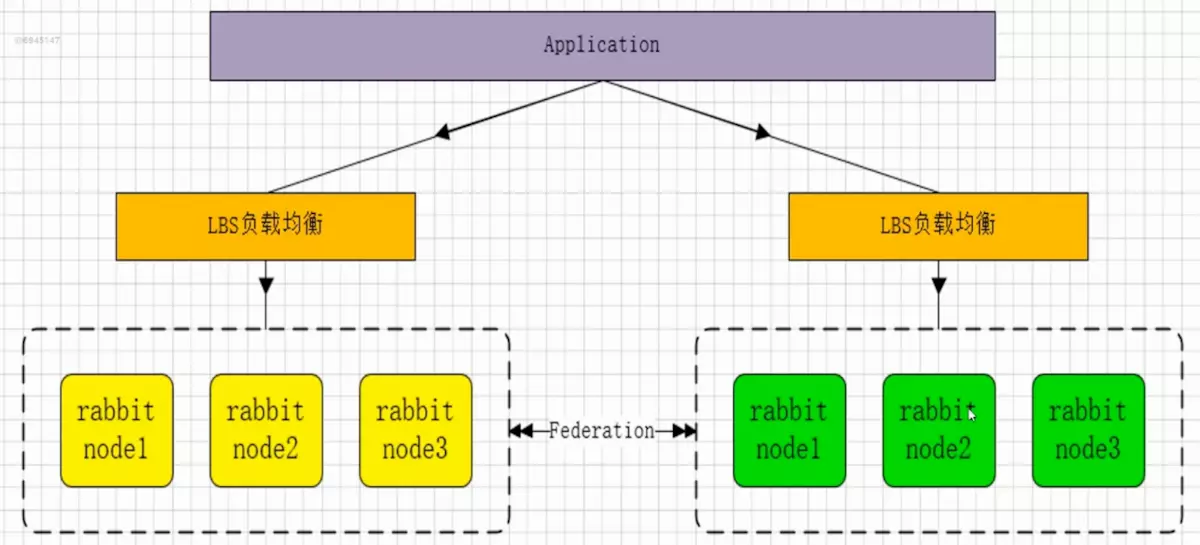 Application
LBS负载均衡
LBS负载均衡
rabbit
node1
rabbit
node2
rabbit
node3
Federation
rabbit
node1
rabbit
node2
rabbit
node3